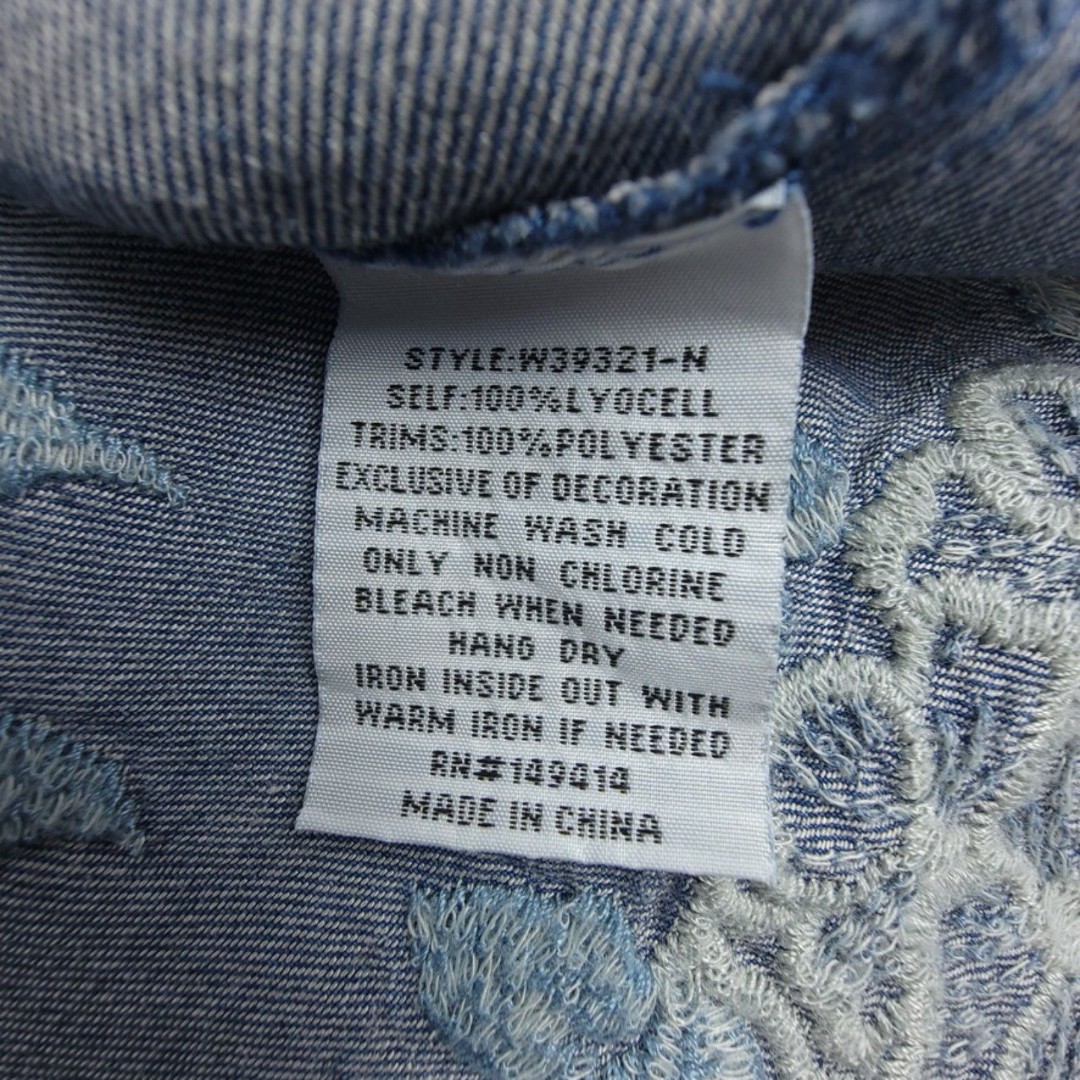 STYLE:W39321-N
SELF:100%LYOCELL
TRIMS:100%POLYESTER
EXCLUSIVE OF DECORATION
MACHINE WASH COLD
ONLY NON CHLORINE
BLEACH WHEN NEEDED
HANG DRY
IRON INSIDE OUT WITH
WARM IRON IF NEEDED
RN#149414
MADE IN CHINA